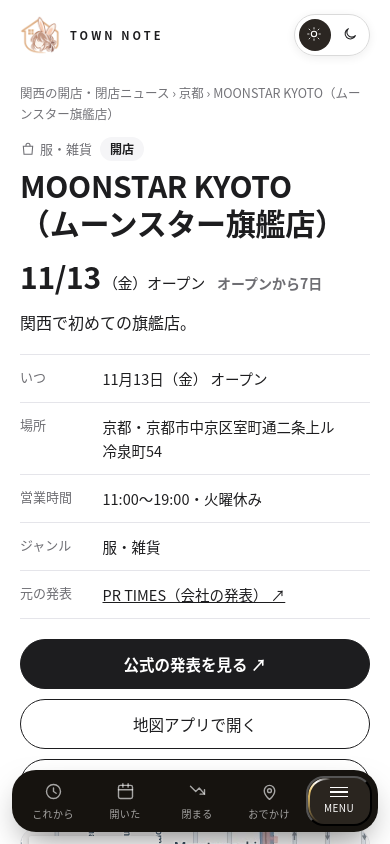 TOWN NOTE
関西の開店・閉店ニュース › 京都 › MOONSTAR KYOTO（ムー
ンスター旗艦店）
服・雑貨 開店
MOONSTAR KYOTO
（ムーンスター旗艦店）
11/13（金）オープン オープンから7日
関西で初めての旗艦店。
いつ 11月13日（金） オープン
場所 京都・京都市中京区室町通二条上ル
冷泉町54
営業時間 11:00〜19:00・火曜休み
ジャンル 服・雑貨
元の発表 PR TIMES（会社の発表） ↗
公式の発表を見る ↗
地図アプリで開く
これから 開いた 閉まる おでかけ MENU